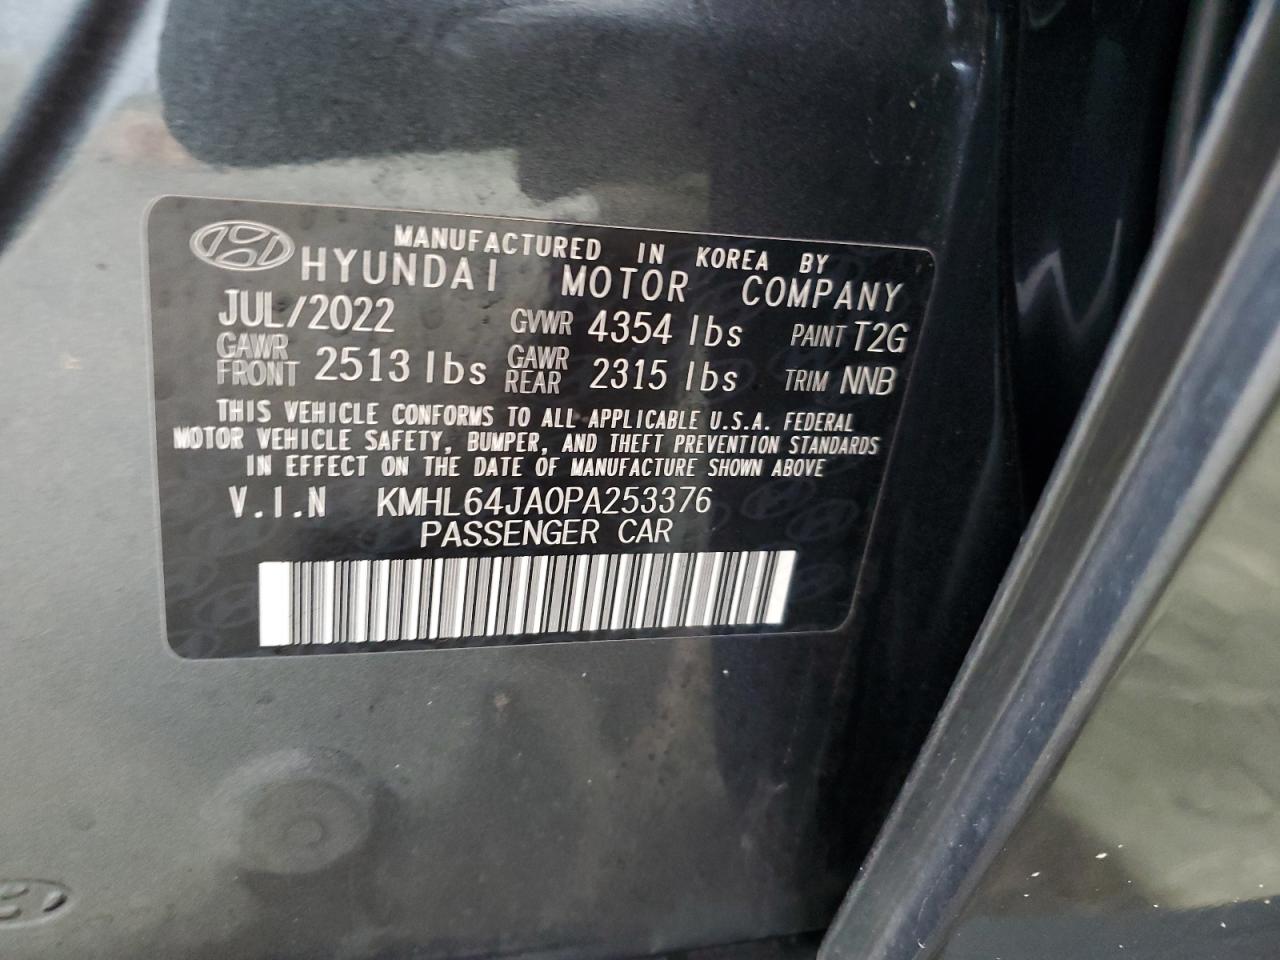 MANUFACTURED IN KOREA BY
HYUNDAI MOTOR COMPANY
JUL/2022 GVWR 4354 lbs PAINT T2G
GAWR FRONT 2513 lbs GAWR REAR 2315 lbs TRIM NNB
THIS VEHICLE CONFORMS TO ALL APPLICABLE U.S.A. FEDERAL
MOTOR VEHICLE SAFETY, BUMPER, AND THEFT PREVENTION STANDARDS
IN EFFECT ON THE DATE OF MANUFACTURE SHOWN ABOVE
V.I.N KMHL64JA0PA253376
PASSENGER CAR